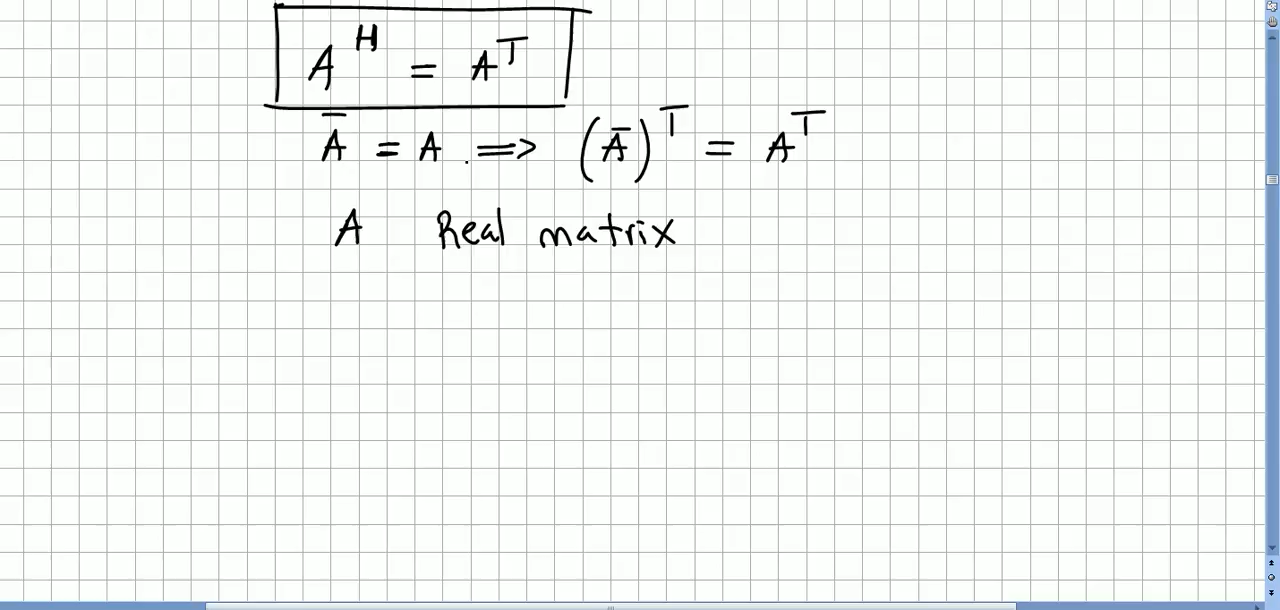 A^H = A^T
Ā = A . ⟹ (Ā)^T = A^T
A Real matrix